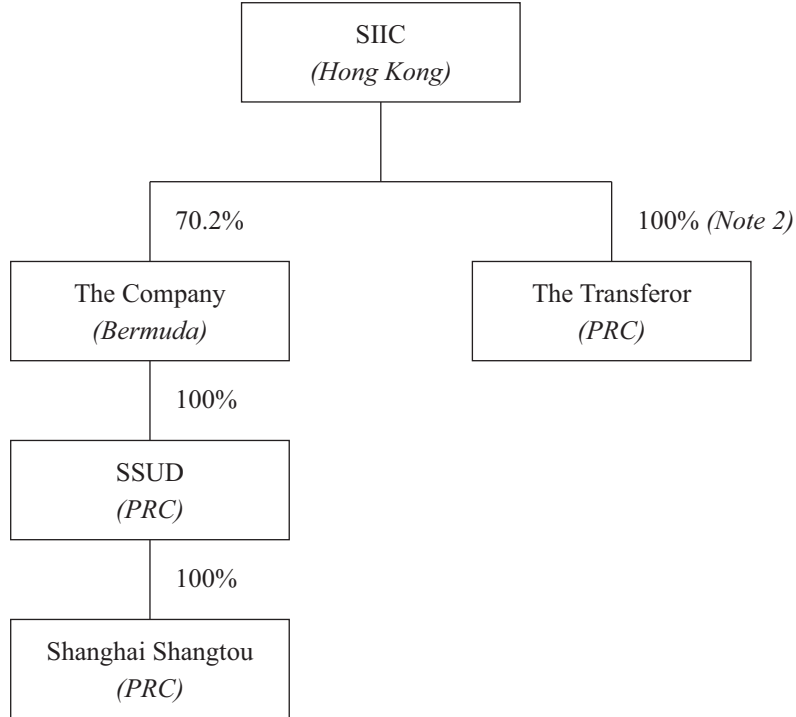 SIIC
(Hong Kong)
70.2%
100% (Note 2)
The Company
(Bermuda)
The Transferor
(PRC)
100%
SSUD
(PRC)
100%
Shanghai Shangtou
(PRC)